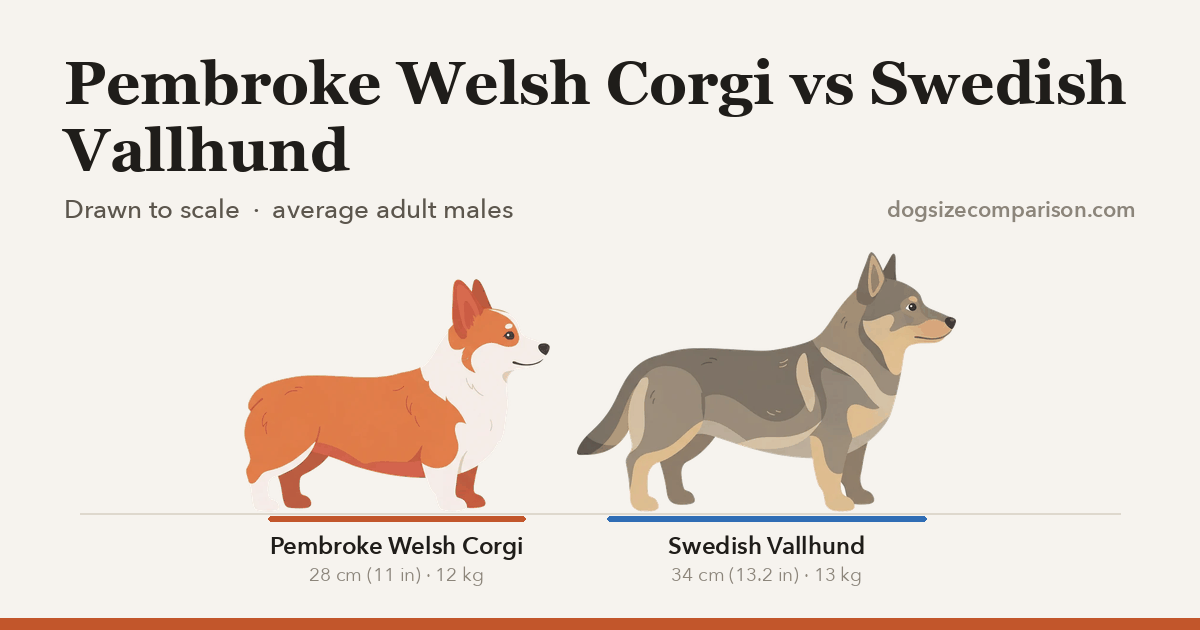 Pembroke Welsh Corgi vs Swedish
Vallhund
Drawn to scale · average adult males
dogsizecomparison.com
Pembroke Welsh Corgi
28 cm (11 in) · 12 kg
Swedish Vallhund
34 cm (13.2 in) · 13 kg